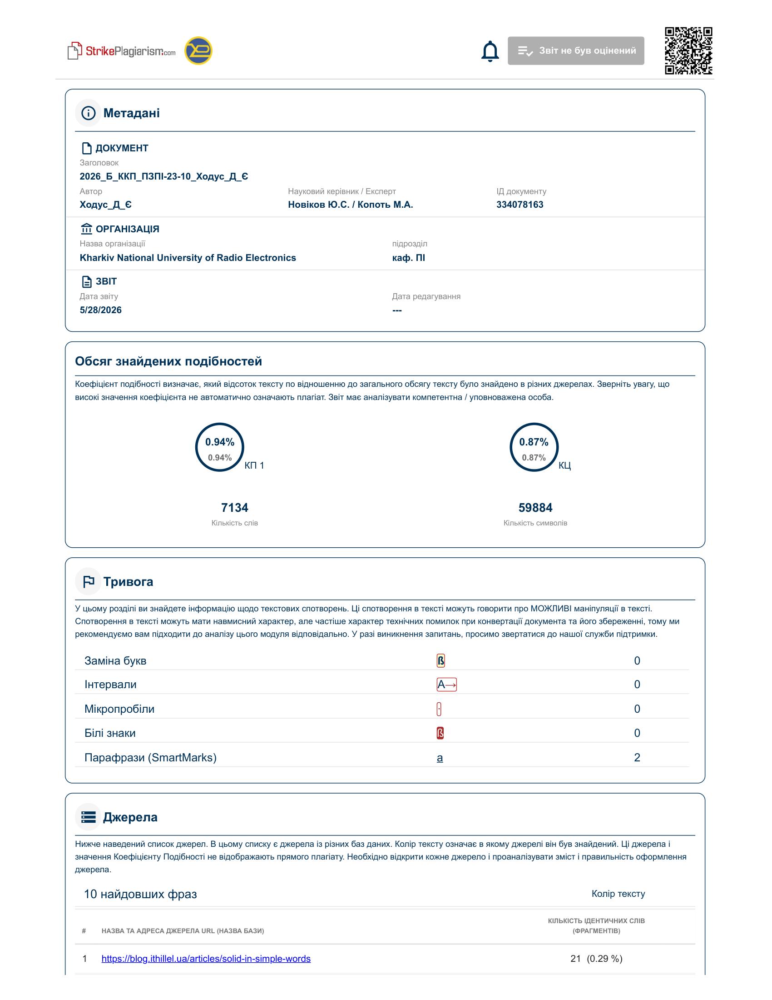 StrikePlagiarism.com
Звіт не був оцінений
Метадані
ДОКУМЕНТ
Заголовок
2026_Б_ККП_ПЗПІ-23-10_Ходус_Д_Є
Автор
Науковий керівник / Експерт
ІД документу
Ходус_Д_Є
Новіков Ю.С. / Копоть М.А.
334078163
ОРГАНІЗАЦІЯ
Назва організації
підрозділ
Kharkiv National University of Radio Electronics
каф. ПІ
ЗВІТ
Дата звіту
Дата редагування
5/28/2026
---
Обсяг знайдених подібностей
Коефіцієнт подібності визначає, який відсоток тексту по відношенню до загального обсягу тексту було знайдено в різних джерелах. Зверніть увагу, що
високі значення коефіцієнта не автоматично означають плагіат. Звіт має аналізувати компетентна / уповноважена особа.
0.94%
0.94%
КП 1
0.87%
0.87%
КЦ
7134
Кількість слів
59884
Кількість символів
Тривога
У цьому розділі ви знайдете інформацію щодо текстових спотворень. Ці спотворення в тексті можуть говорити про МОЖЛИВІ маніпуляції в тексті.
Спотворення в тексті можуть мати навмисний характер, але частіше характер технічних помилок при конвертації документа та його збереженні, тому ми
рекомендуємо вам підходити до аналізу цього модуля відповідально. У разі виникнення запитань, просимо звертатися до нашої служби підтримки.
Заміна букв ß 0
Інтервали A→ 0
Мікропробіли · 0
Білі знаки ß 0
Парафрази (SmartMarks) a 2
Джерела
Нижче наведений список джерел. В цьому списку є джерела із різних баз даних. Колір тексту означає в якому джерелі він був знайдений. Ці джерела і
значення Коефіцієнту Подібності не відображають прямого плагіату. Необхідно відкрити кожне джерело і проаналізувати зміст і правильність оформлення
джерела.
10 найдовших фраз Колір тексту
# НАЗВА ТА АДРЕСА ДЖЕРЕЛА URL (НАЗВА БАЗИ) КІЛЬКІСТЬ ІДЕНТИЧНИХ СЛІВ
(ФРАГМЕНТІВ)
1 https://blog.ithillel.ua/articles/solid-in-simple-words 21 (0.29 %)